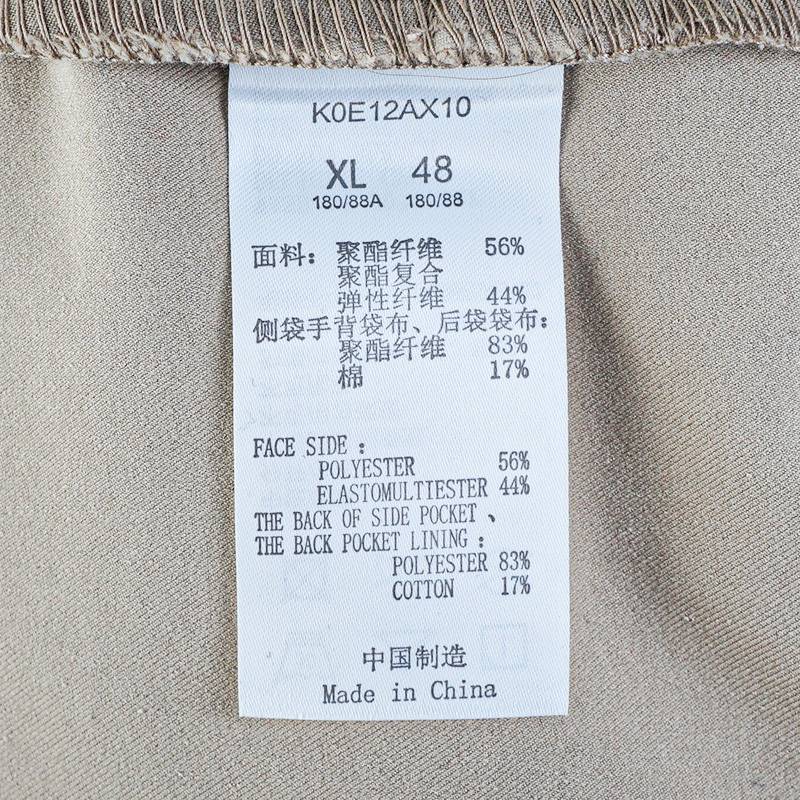 K0E12AX10
XL 48
180/88A 180/88
面料： 聚酯纤维 56%
聚酯复合
弹性纤维 44%
侧袋手背袋布、后袋袋布：
聚酯纤维 83%
棉 17%
FACE SIDE :
POLYESTER 56%
ELASTOMULTIESTER 44%
THE BACK OF SIDE POCKET 、
THE BACK POCKET LINING :
POLYESTER 83%
COTTON 17%
中国制造
Made in China